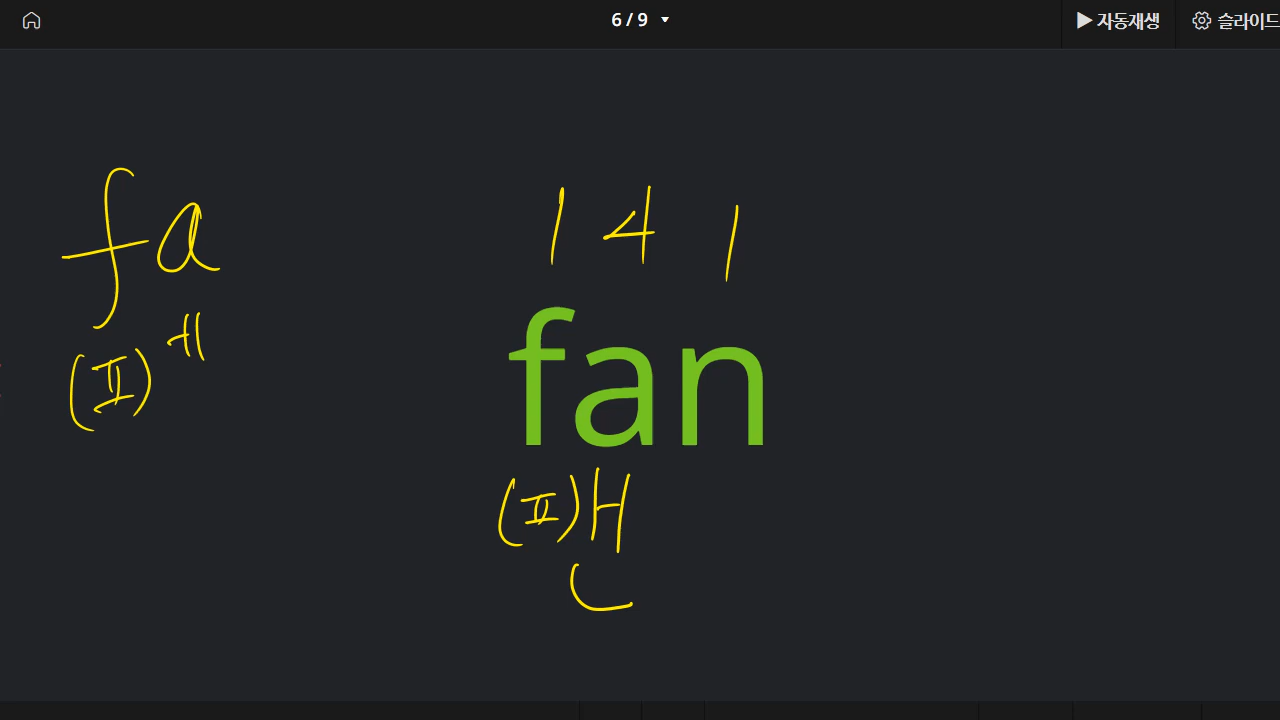 6 / 9
▶ 자동재생
슬라이드
fa
(ㅍ)ㅐ
1 4 1
fan
(ㅍ)ㅐ
ㄴ